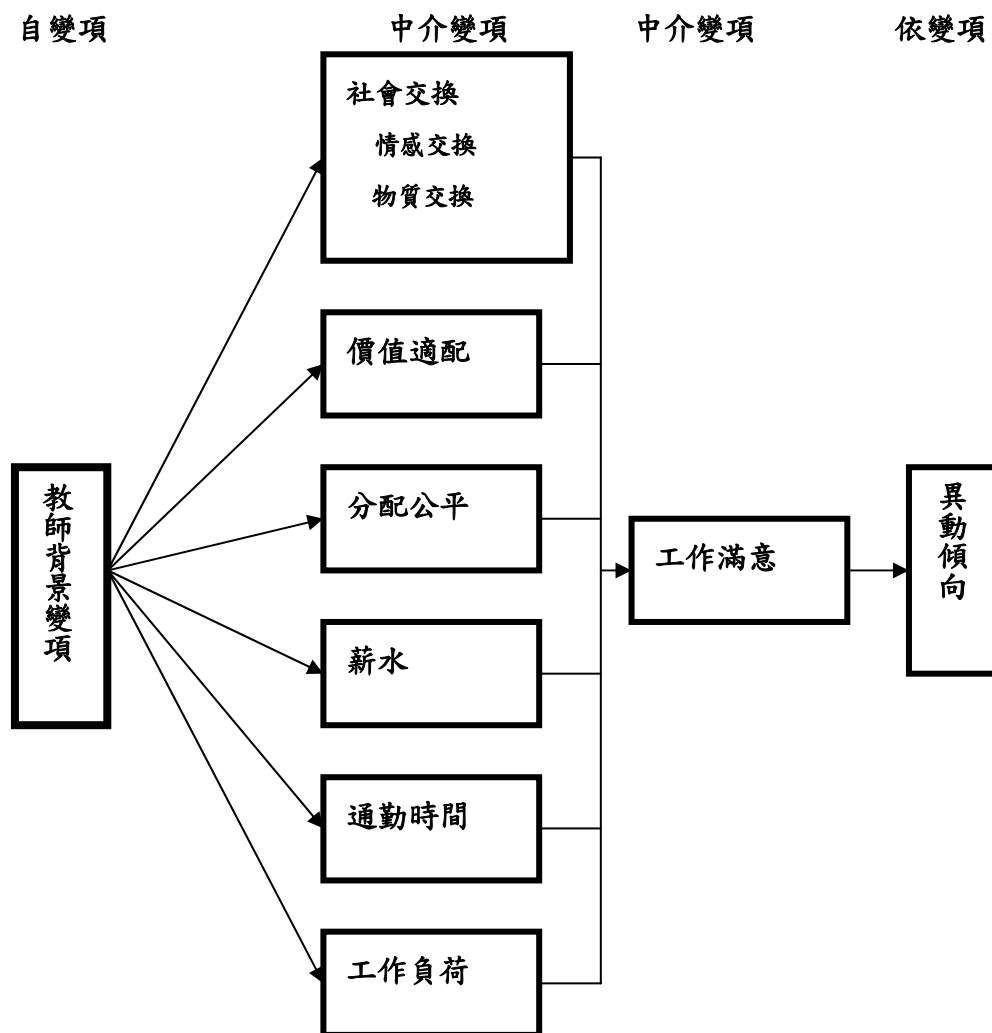 自變項 中介變項 中介變項 依變項
社會交換
情感交換
物質交換
價值適配
教師背景變項
分配公平
工作滿意
異動傾向
薪水
通勤時間
工作負荷